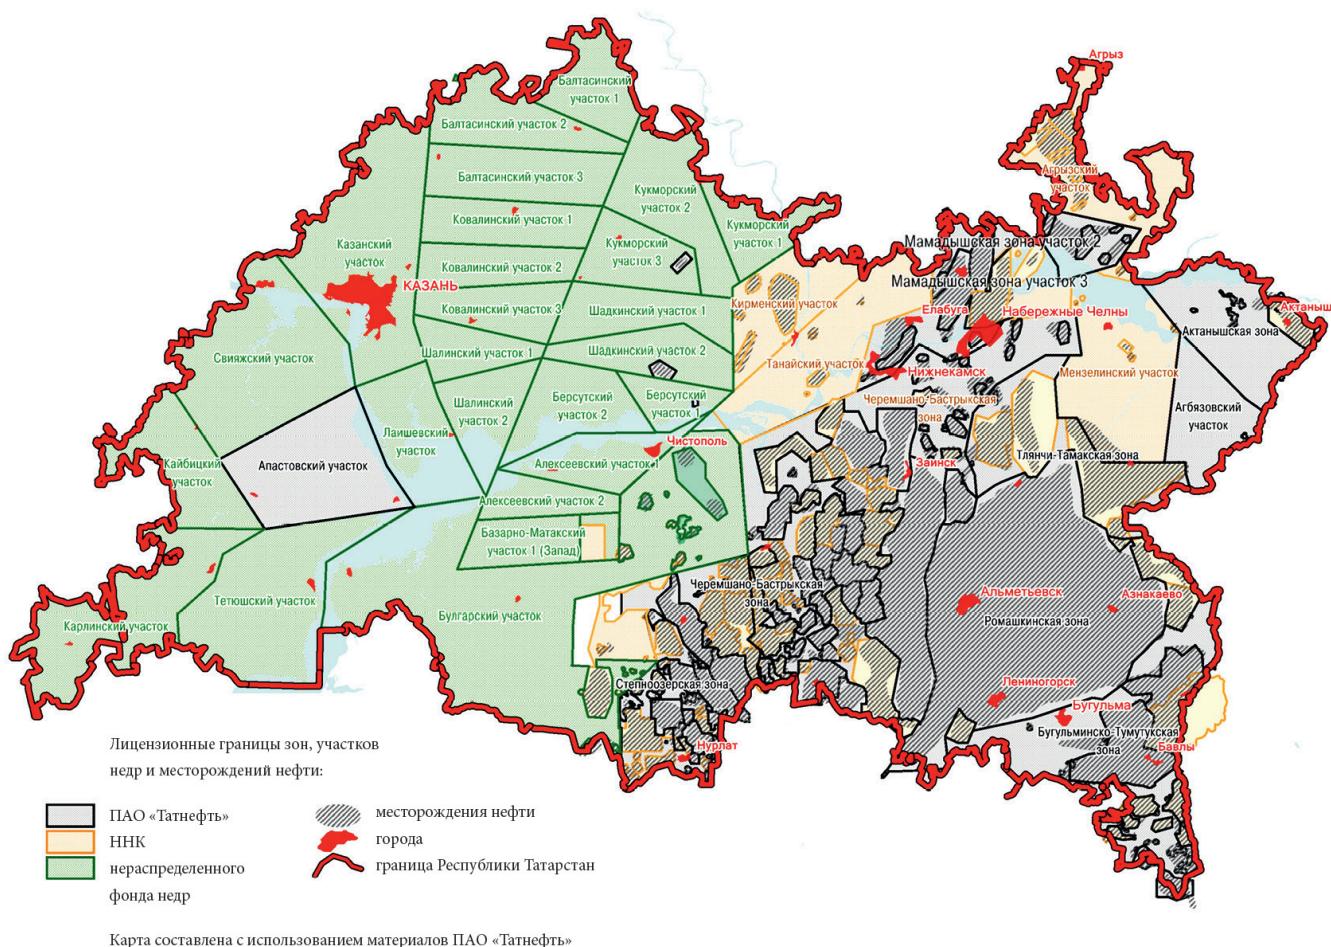 Агрыз
Балтасинский
участок 1
Балтасинский участок 2
Агрызский
участок
Балтасинский участок 3
Кукморский
участок 2
Ковалинский участок 1
Кукморский
участок 1
Казанский
участок
Кукморский
участок 3
Мамадышская зона участок 2
Ковалинский участок 2
Мамадышская зона участок 3
КАЗАНЬ
Кирменский участок
Ковалинский участок 3
Шадкинский участок 1
Елабуга
Набережные Челны
Актаныш
Актанышская зона
Свияжский участок
Шалинский участок 1
Шадкинский участок 2
Танайский участок
Нижнекамск
Мензелинский участок
Шалинский
участок 2
Берсутский
участок 2
Берсутский
участок 1
Черемшано-Бастрыкская
зона
Агбязовский
участок
Лаишевский
участок
Чистополь
Кайбицкий
участок
Апастовский участок
Алексеевский участок 1
Заинск
Тлянчи-Тамакская зона
Алексеевский участок 2
Базарно-Матакский
участок 1 (Запад)
Черемшано-Бастрыкская
зона
Альметьевск
Азнакаево
Тетюшский участок
Булгарский участок
Ромашкинская зона
Карлинский участок
Степноозерская зона
Лениногорск
Бугульма
Бугульминско-Тумутукская
зона
Нурлат
Бавлы
Лицензионные границы зон, участков
недр и месторождений нефти:
ПАО «Татнефть»
ННК
нераспределенного
фонда недр
месторождения нефти
города
граница Республики Татарстан
Карта составлена с использованием материалов ПАО «Татнефть»